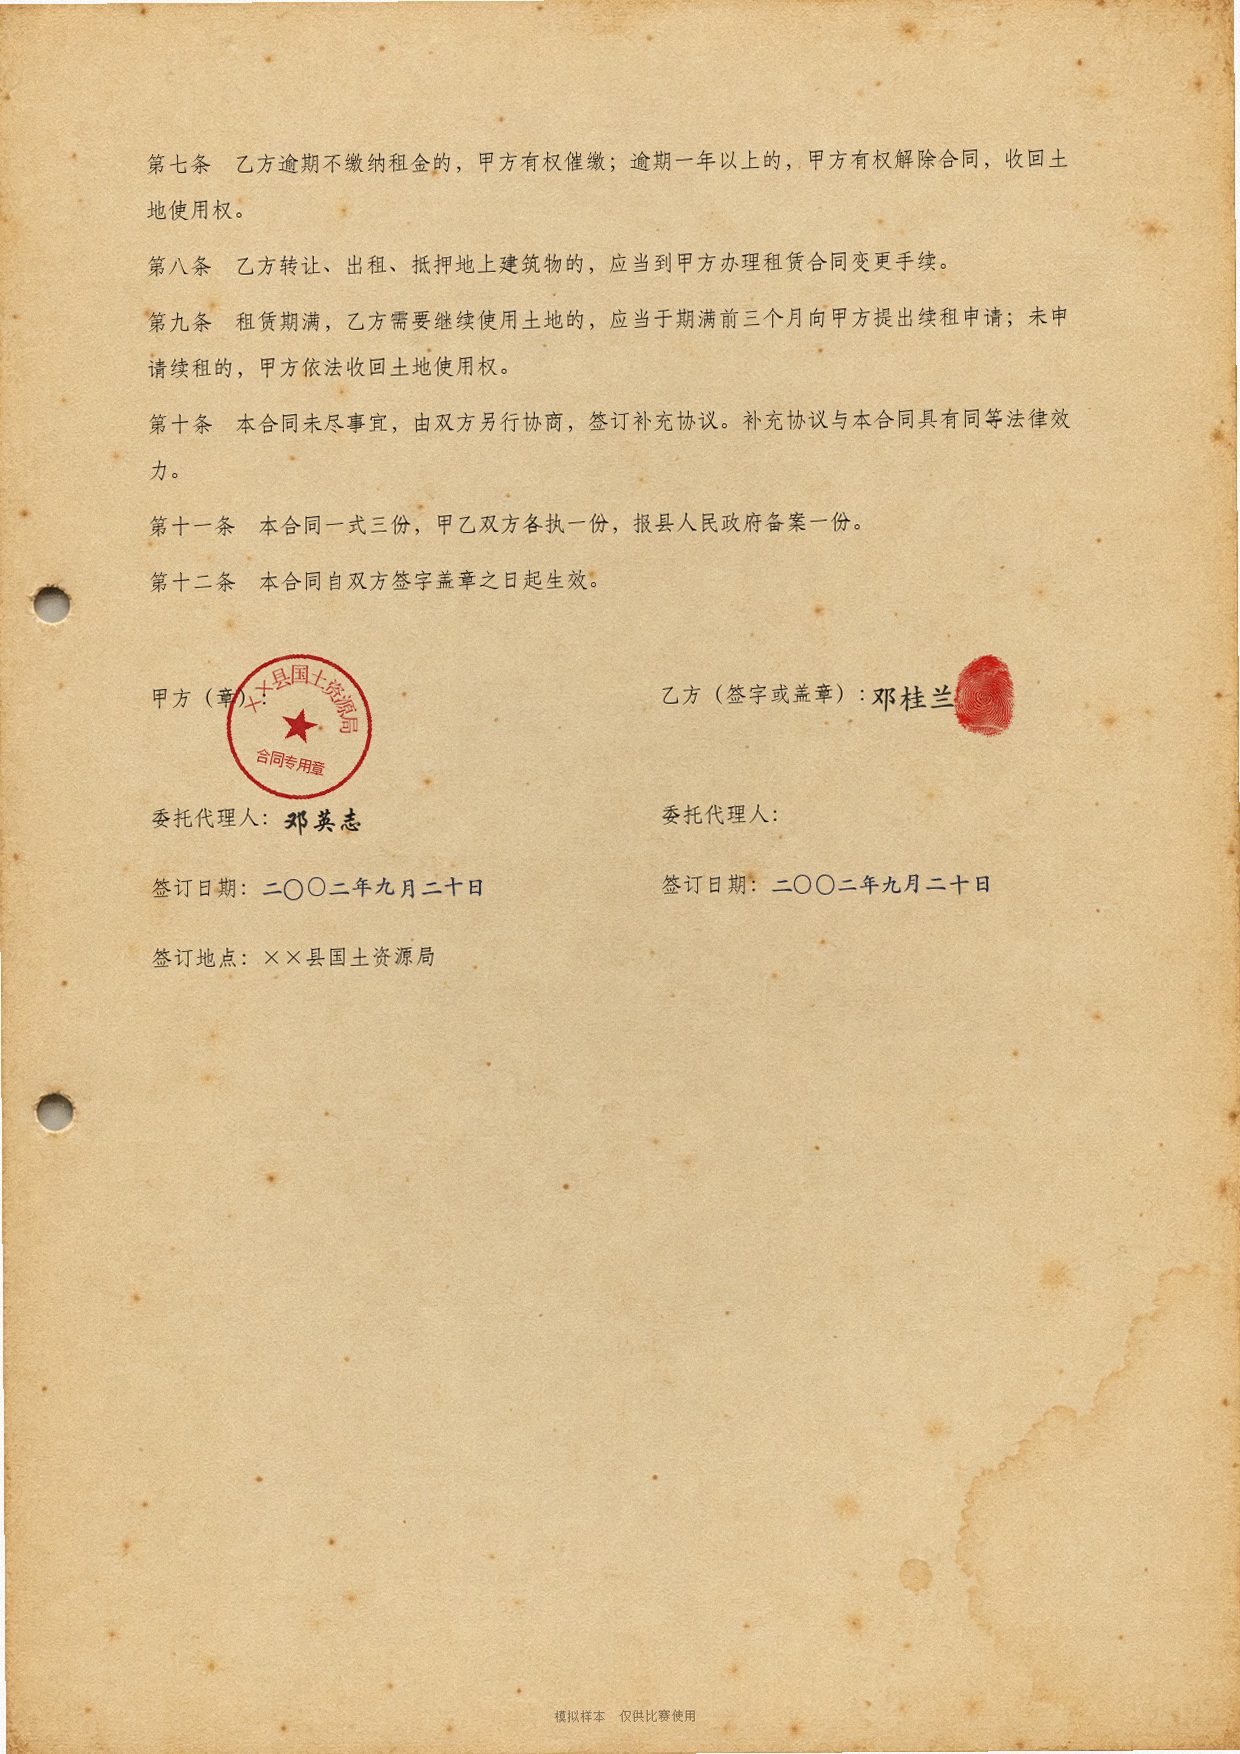 第七条　乙方逾期不缴纳租金的，甲方有权催缴；逾期一年以上的，甲方有权解除合同，收回土
地使用权。
第八条　乙方转让、出租、抵押地上建筑物的，应当到甲方办理租赁合同变更手续。
第九条　租赁期满，乙方需要继续使用土地的，应当于期满前三个月向甲方提出续租申请；未申
请续租的，甲方依法收回土地使用权。
第十条　本合同未尽事宜，由双方另行协商，签订补充协议。补充协议与本合同具有同等法律效
力。
第十一条　本合同一式三份，甲乙双方各执一份，报县人民政府备案一份。
第十二条　本合同自双方签字盖章之日起生效。
甲方（章）：
××县国土资源局
合同专用章
乙方（签字或盖章）：邓桂兰
委托代理人：邓英志
委托代理人：
签订日期：二〇〇二年九月二十日
签订日期：二〇〇二年九月二十日
签订地点：××县国土资源局
模拟样本　仅供比赛使用